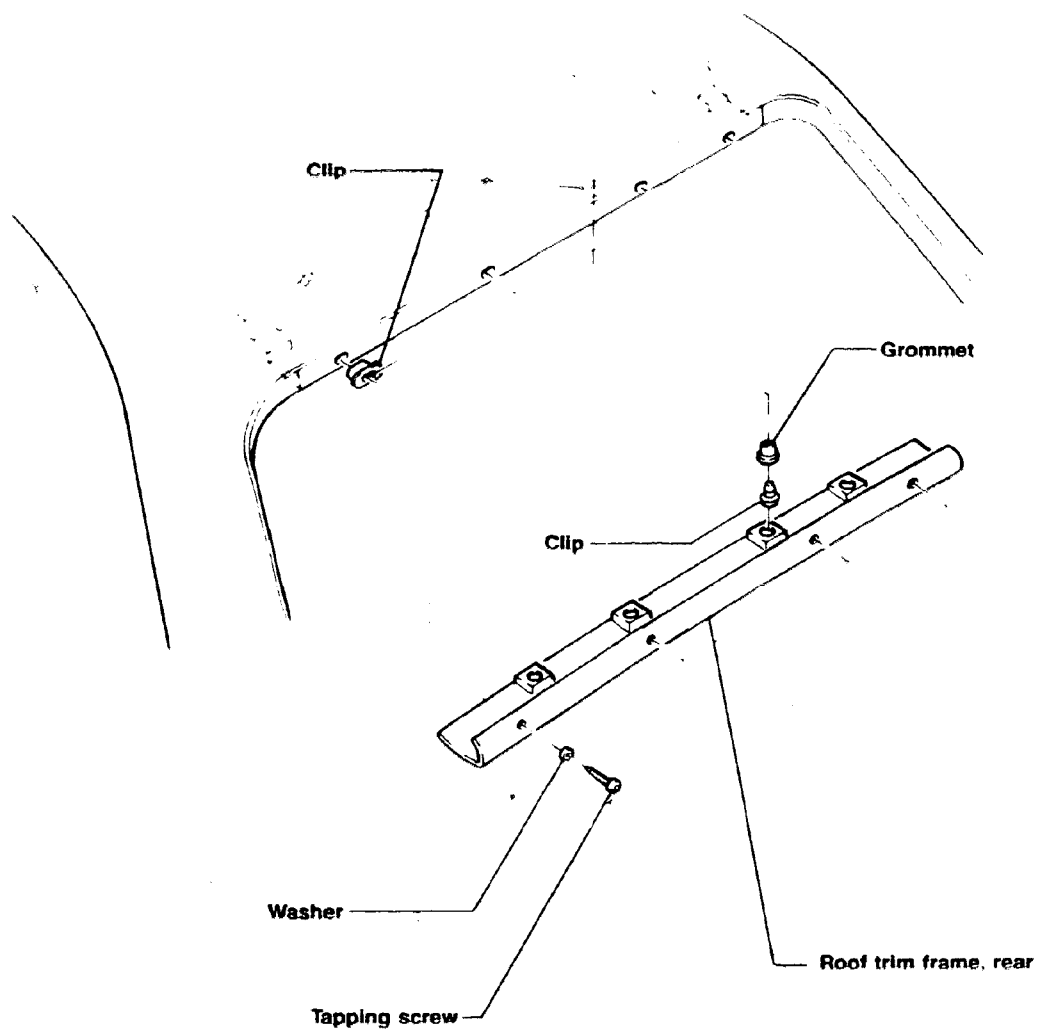 Clip
Grommet
Clip
Washer
Roof trim frame, rear
Tapping screw